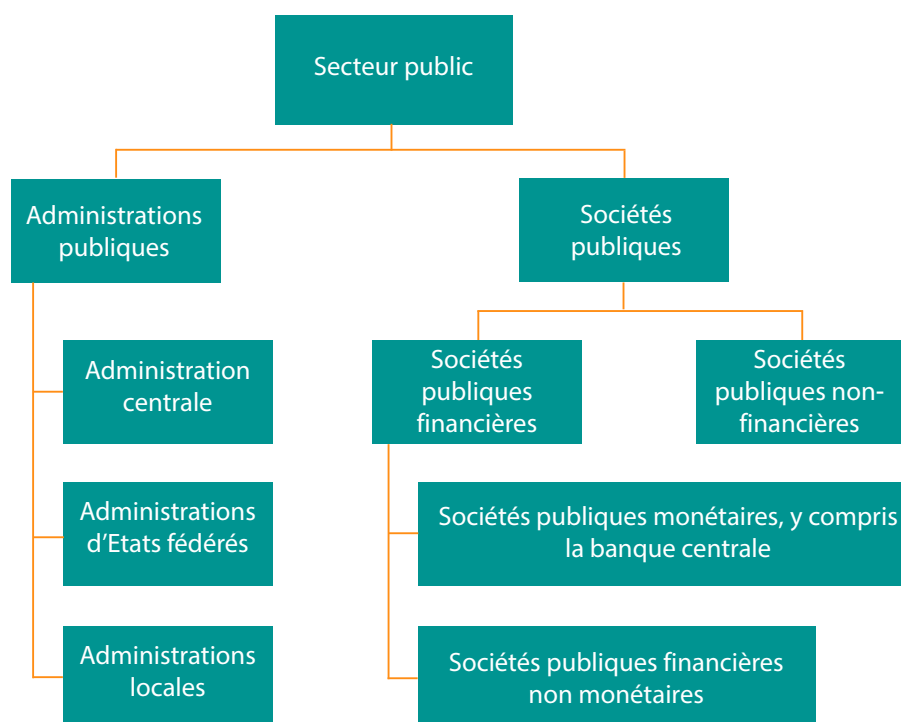 Secteur public
Administrations
publiques
Sociétés
publiques
Administration
centrale
Administrations
d'Etats fédérés
Administrations
locales
Sociétés
publiques
financières
Sociétés
publiques non-
financières
Sociétés publiques monétaires, y compris
la banque centrale
Sociétés publiques financières
non monétaires